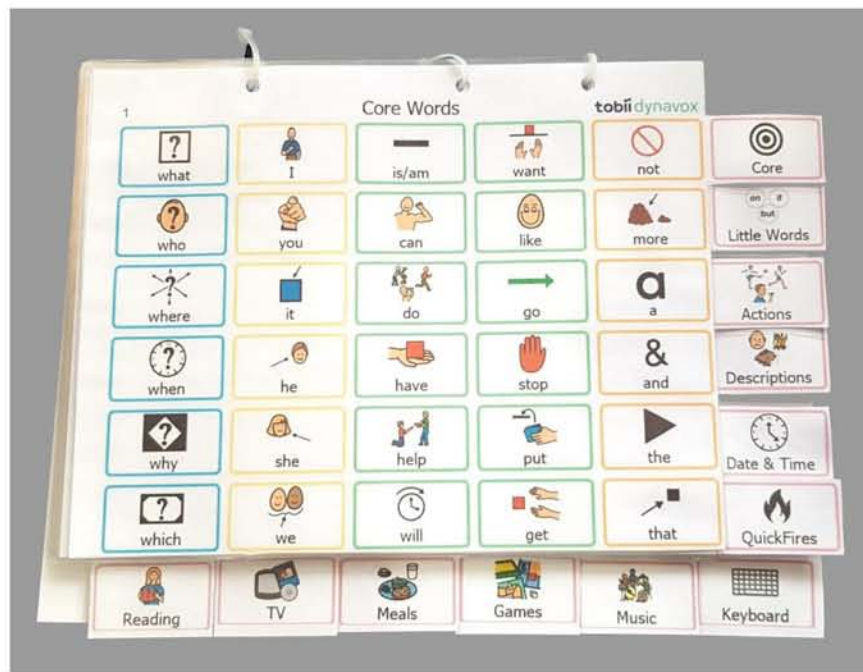 1
Core Words
tobii dynavox
what I is/am want not Core
on if
but
who you can like more Little Words
where it do go a a Actions
when he have stop & and Descriptions
why she help put the Date & Time
which we will get that QuickFires
Reading TV Meals Games Music Keyboard